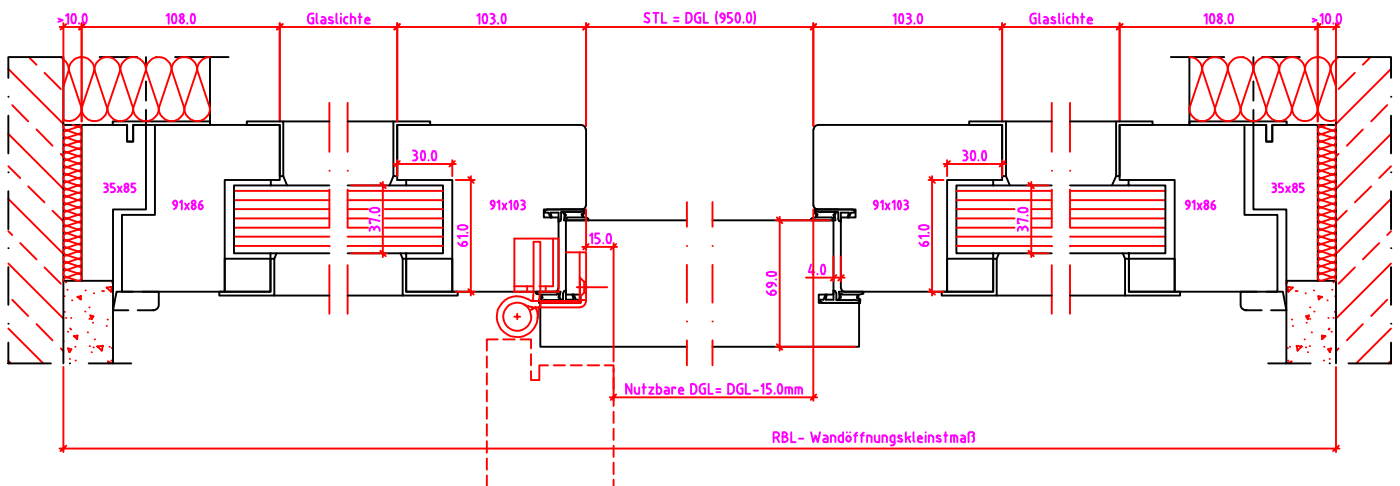 >10.0 108.0 Glaslichte 103.0 STL = DGL (950.0) 103.0 Glaslichte 108.0 >10.0
30.0 30.0
35x85 91x86 37.0 61.0 91x103 91x103 61.0 37.0 91x86 35x85
15.0 69.0 4.0
Nutzbare DGL= DGL-15.0mm
RBL- Wandöffnungskleinstmaß